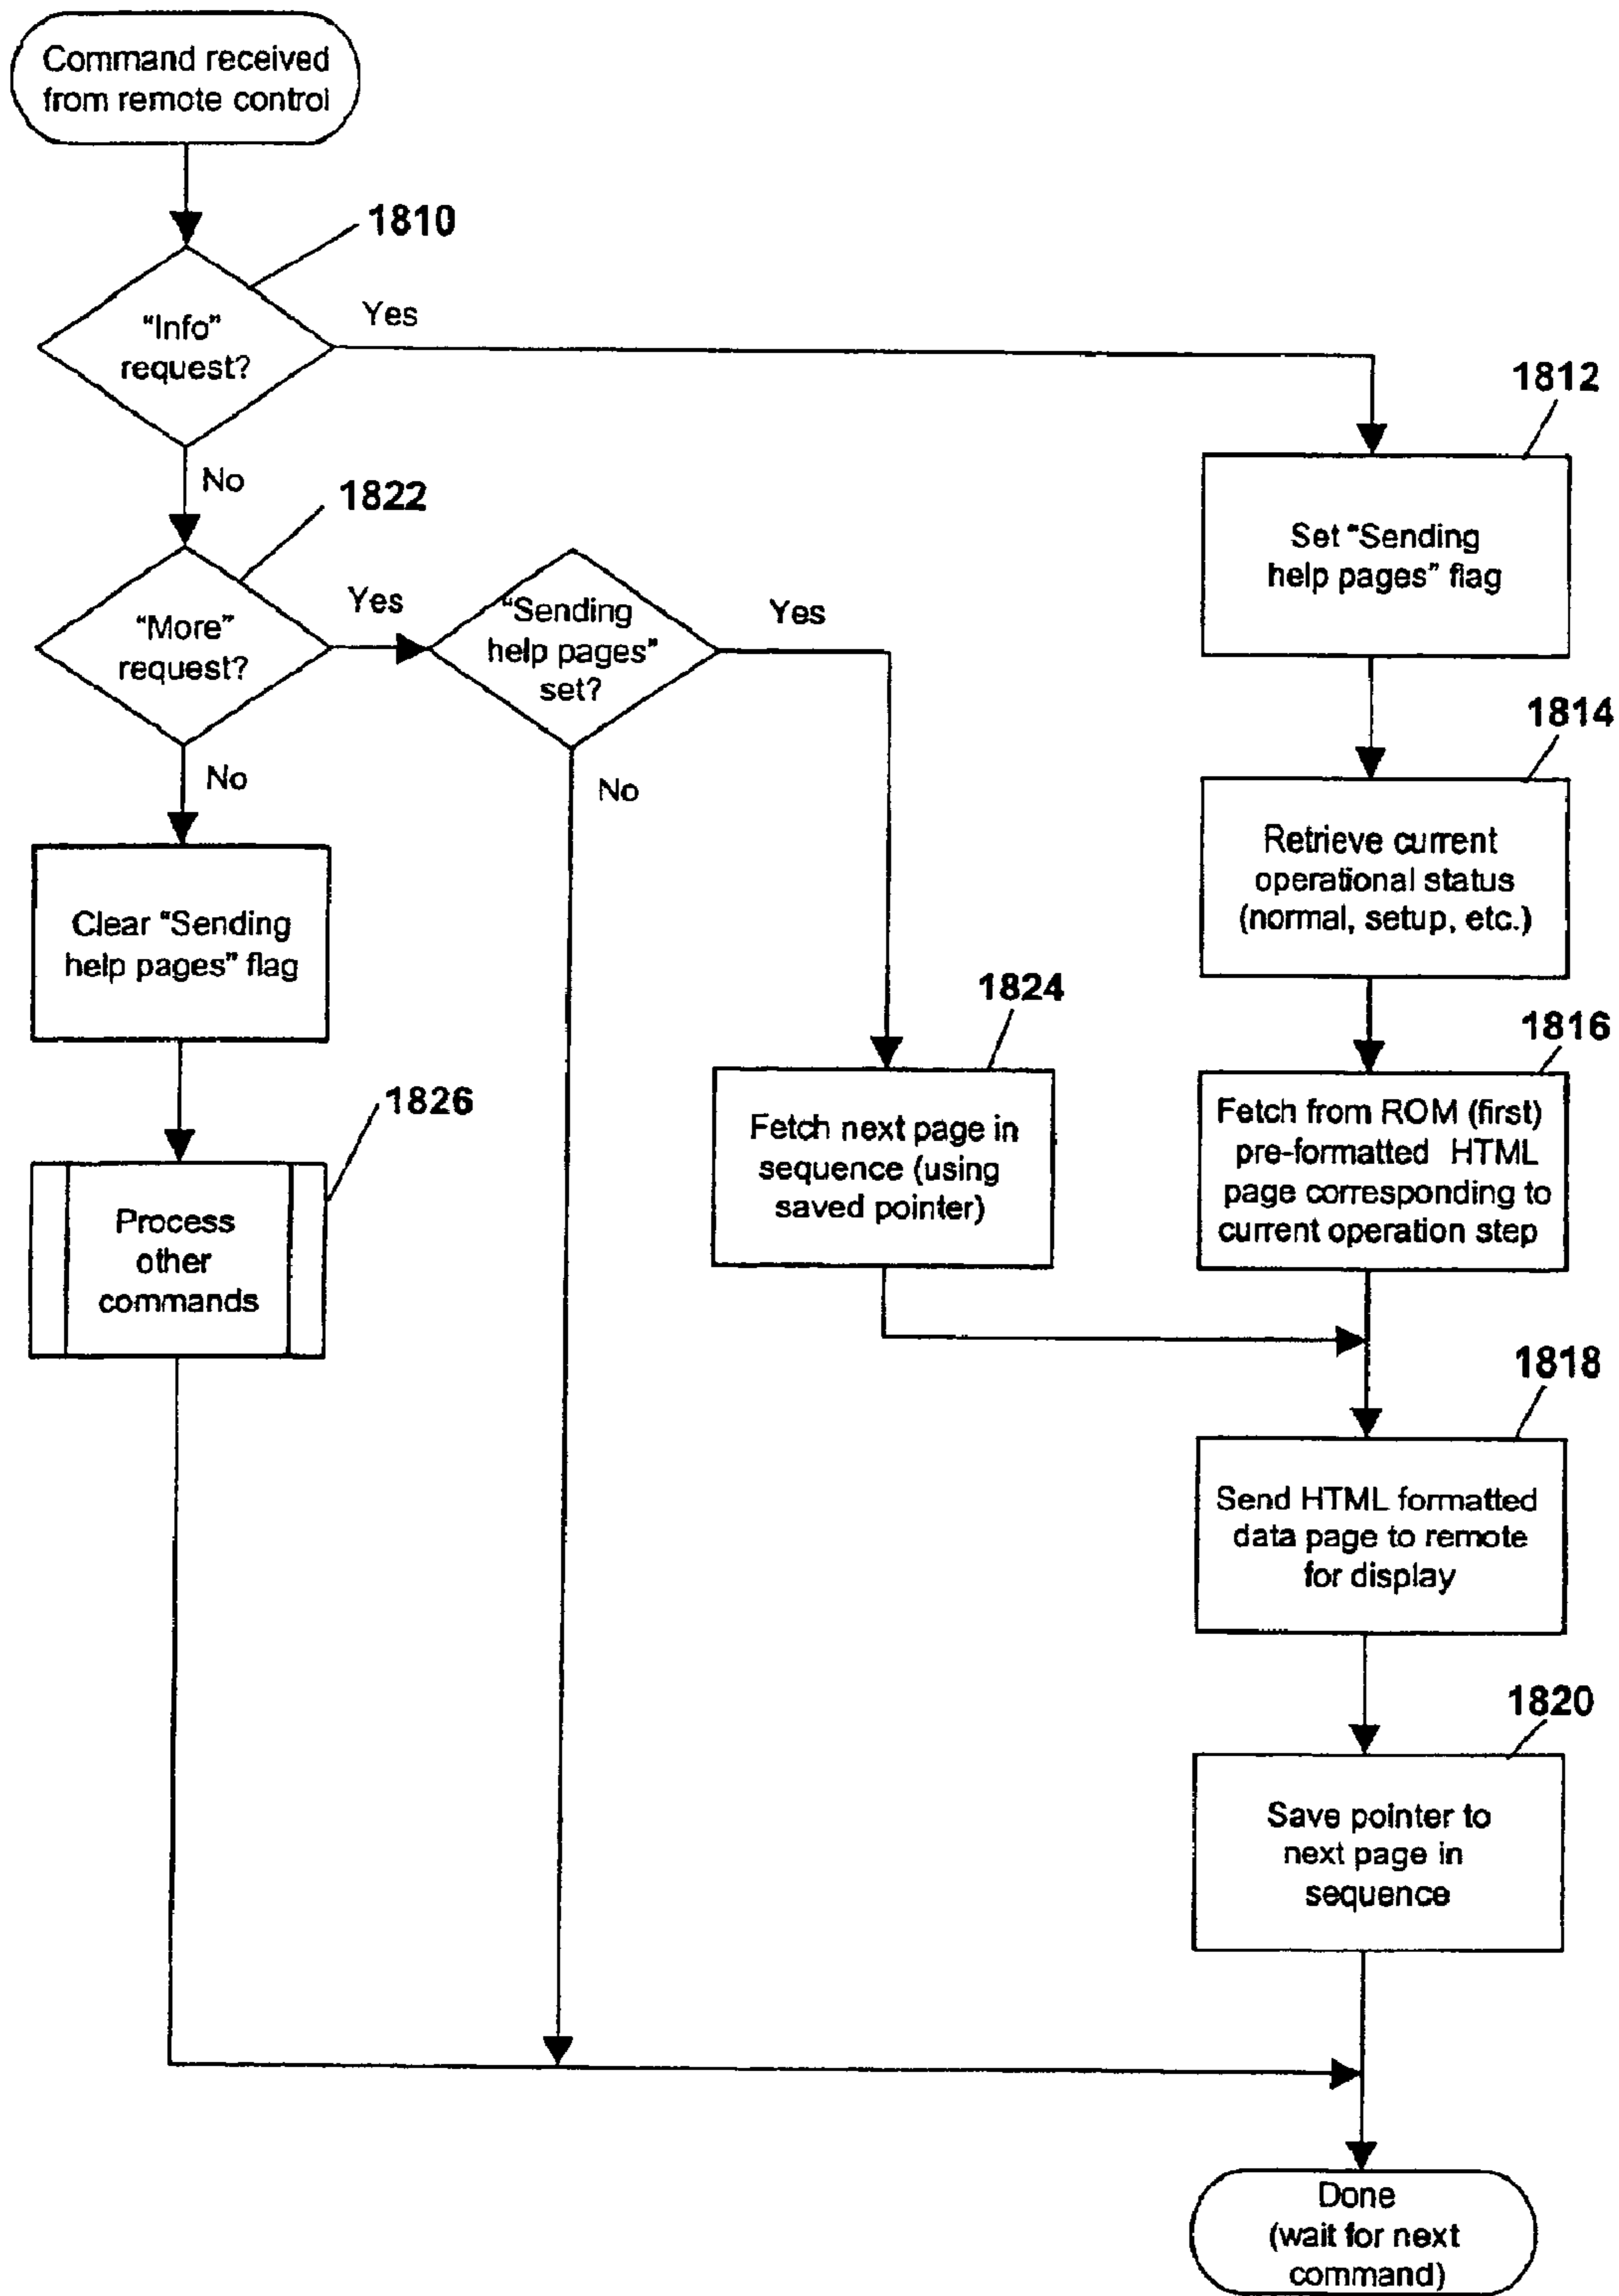 Command received
from remote control
1810
"Info"
request?
Yes
No
1812
Set "Sending
help pages" flag
1822
"More"
request?
Yes
No
"Sending
help pages"
set?
Yes
No
1814
Retrieve current
operational status
(normal, setup, etc.)
Clear "Sending
help pages" flag
1824
Fetch next page in
sequence (using
saved pointer)
1816
Fetch from ROM (first)
pre-formatted HTML
page corresponding to
current operation step
1826
Process
other
commands
1818
Send HTML formatted
data page to remote
for display
1820
Save pointer to
next page in
sequence
Done
(wait for next
command)